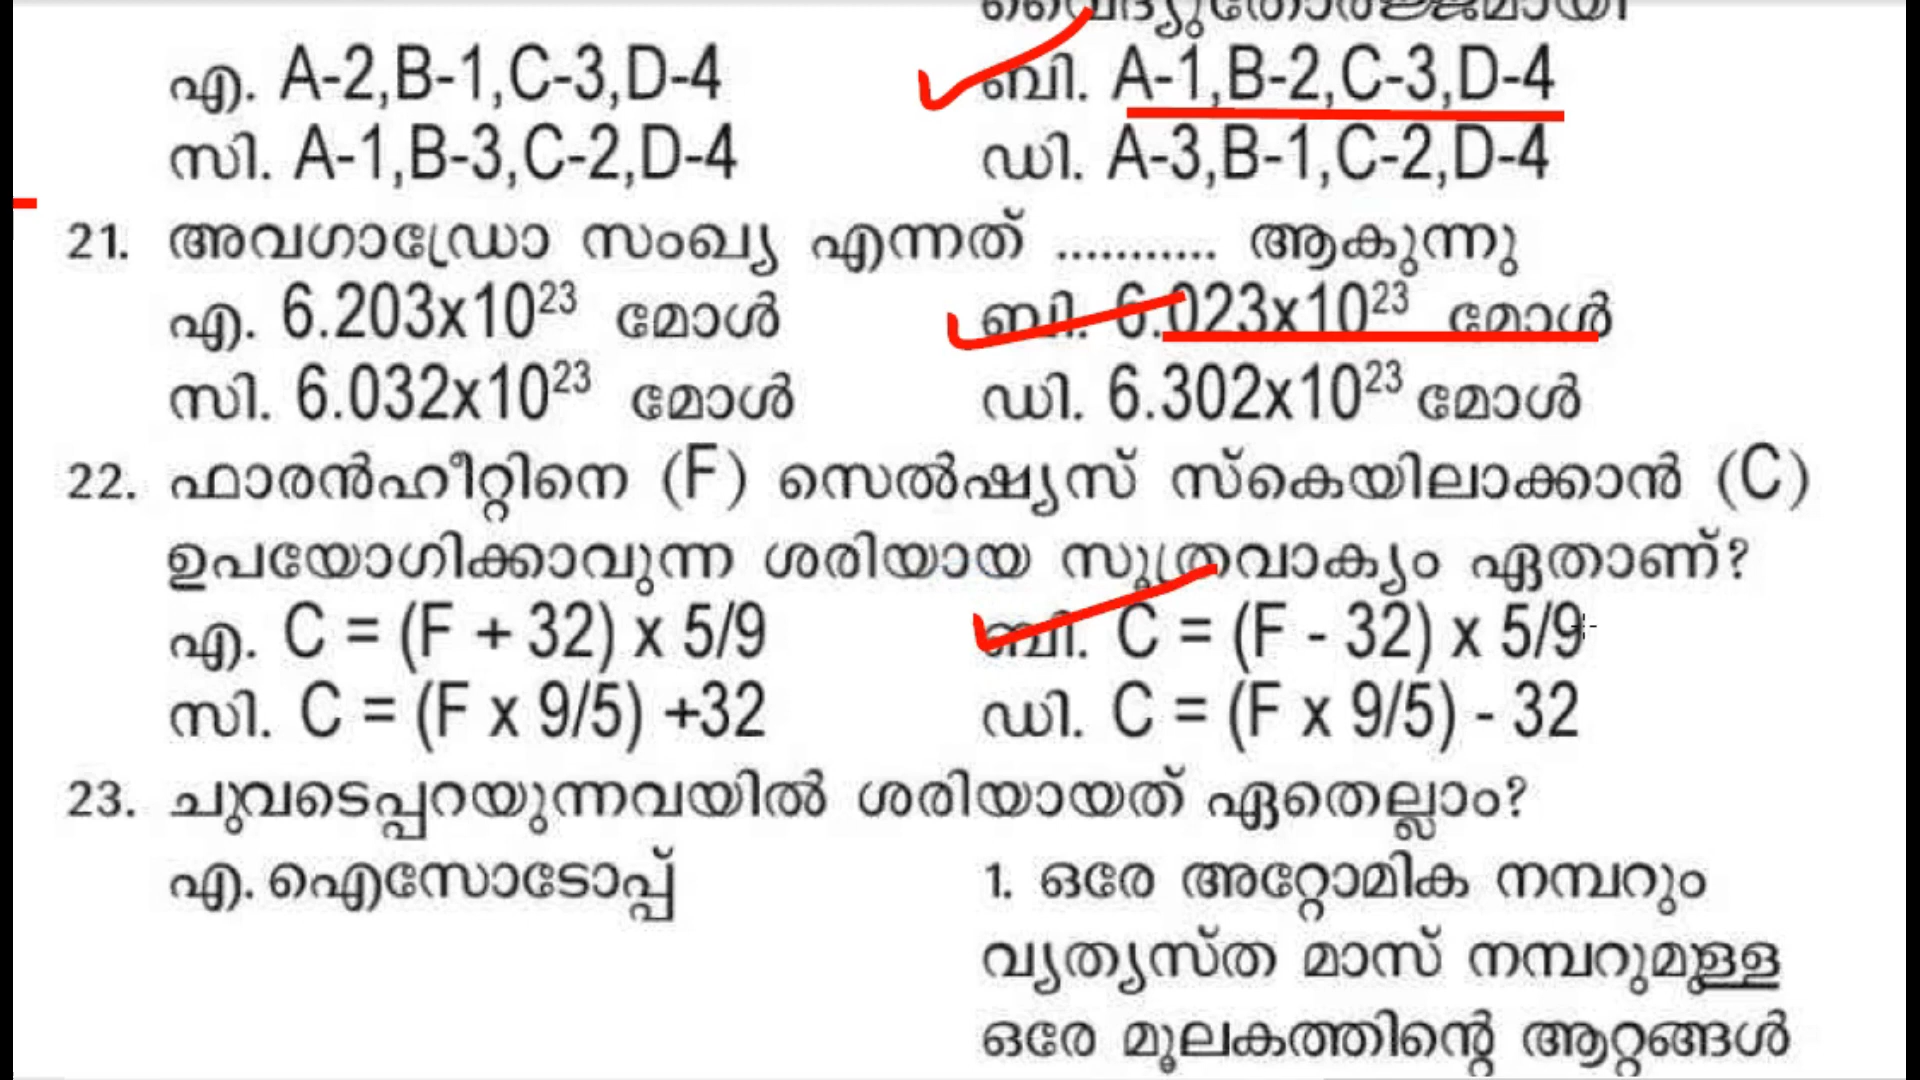 വൈദ്യുതോർജ്ജമായി
എ. A-2,B-1,C-3,D-4 ബി. A-1,B-2,C-3,D-4
സി. A-1,B-3,C-2,D-4 ഡി. A-3,B-1,C-2,D-4
21. അവഗാഡ്രോ സംഖ്യ എന്നത് ........... ആകുന്നു
എ. 6.203x10²³ മോൾ ബി. 6.023x10²³ മോൾ
സി. 6.032x10²³ മോൾ ഡി. 6.302x10²³ മോൾ
22. ഫാരൻഹീറ്റിനെ (F) സെൽഷ്യസ് സ്കെയിലാക്കാൻ (C)
ഉപയോഗിക്കാവുന്ന ശരിയായ സൂത്രവാക്യം ഏതാണ്?
എ. C = (F + 32) x 5/9 ബി. C = (F - 32) x 5/9
സി. C = (F x 9/5) +32 ഡി. C = (F x 9/5) - 32
23. ചുവടെപ്പറയുന്നവയിൽ ശരിയായത് ഏതെല്ലാം?
എ. ഐസോടോപ്പ് 1. ഒരേ അറ്റോമിക നമ്പറും
വ്യത്യസ്ത മാസ് നമ്പറുമുള്ള
ഒരേ മൂലകത്തിന്റെ ആറ്റങ്ങൾ